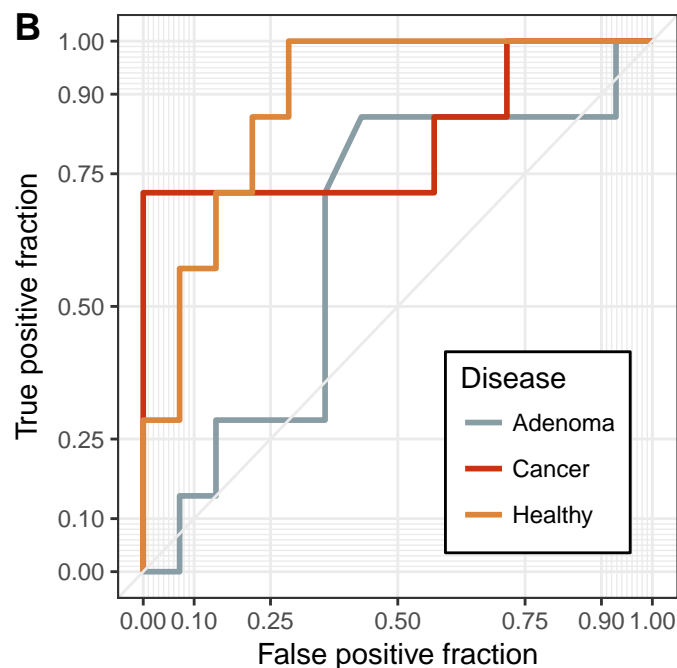 B
True positive fraction
1.00
0.90
0.75
0.50
0.25
0.10
0.00
Disease
Adenoma
Cancer
Healthy
0.00 0.10 0.25 0.50 0.75 0.90 1.00
False positive fraction